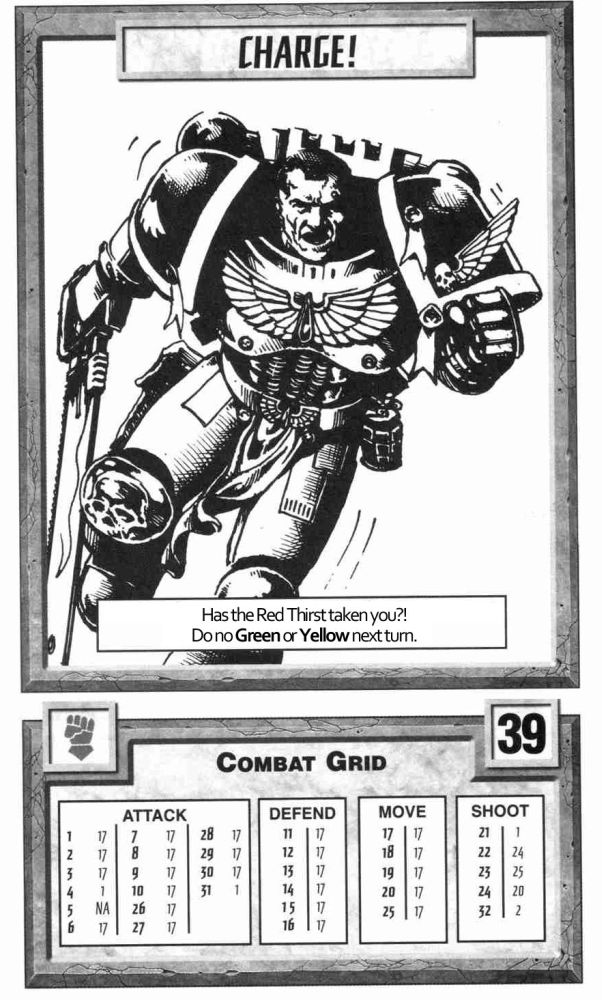 CHARGE!
Has the Red Thirst taken you?!
Do no Green or Yellow next turn.
39
COMBAT GRID
ATTACK
1 17 7 17 28 17
2 17 8 17 29 17
3 17 9 17 30 17
4 1 10 17 31 1
5 NA 26 17
6 17 27 17
DEFEND
11 17
12 17
13 17
14 17
15 17
16 17
MOVE
17 17
18 17
19 17
20 17
25 17
SHOOT
21 1
22 24
23 25
24 20
32 2